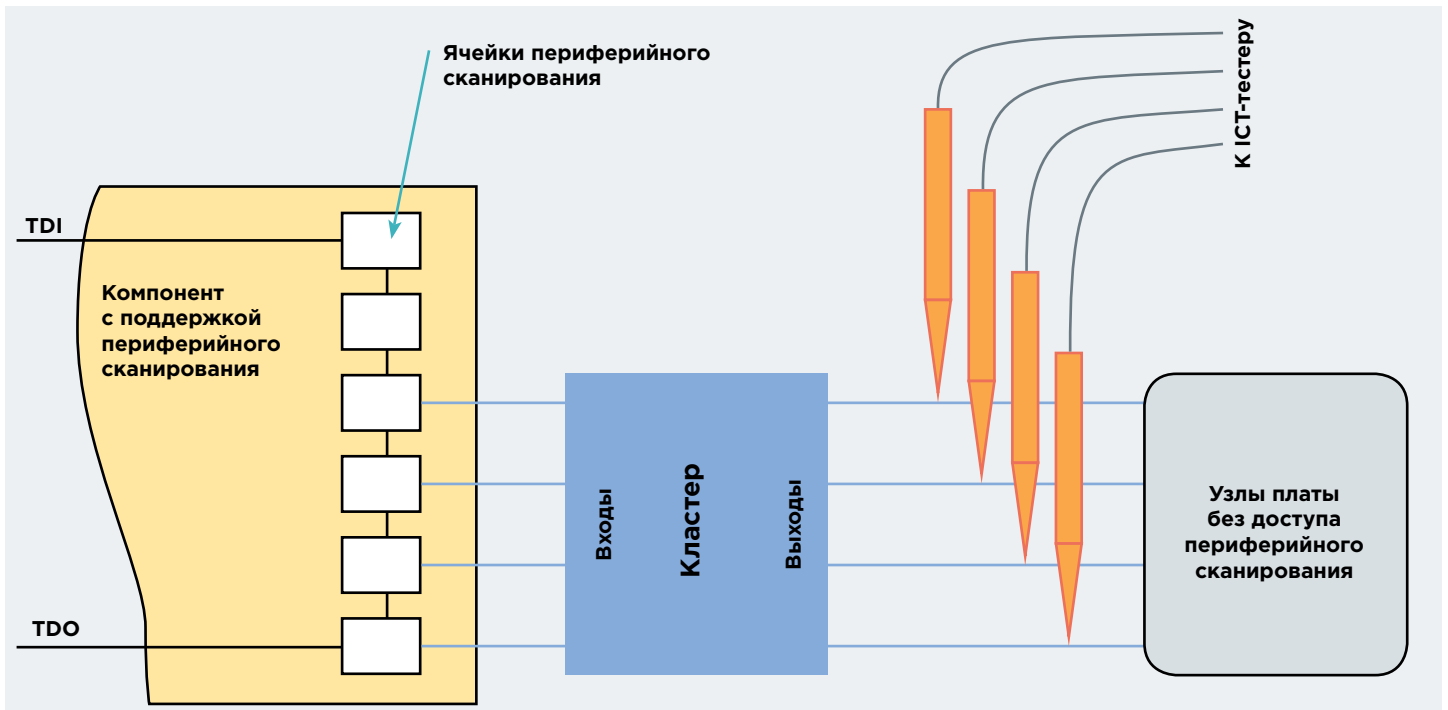 Ячейки периферийного
сканирования
К ICT-тестеру
TDI
Компонент
с поддержкой
периферийного
сканирования
Входы
Кластер
Выходы
Узлы платы
без доступа
периферийного
сканирования
TDO